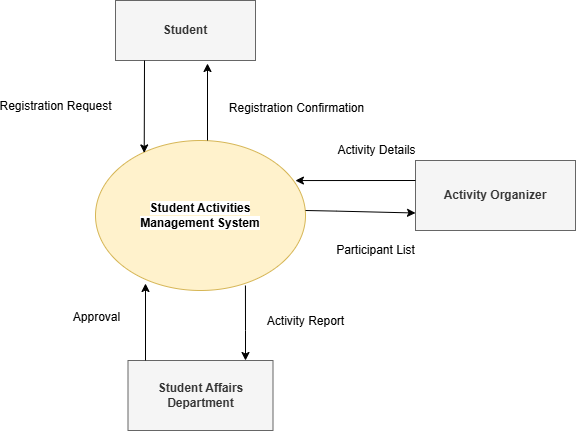 Student
Registration Request
Registration Confirmation
Activity Details
Student Activities
Management System
Activity Organizer
Participant List
Approval
Activity Report
Student Affairs
Department